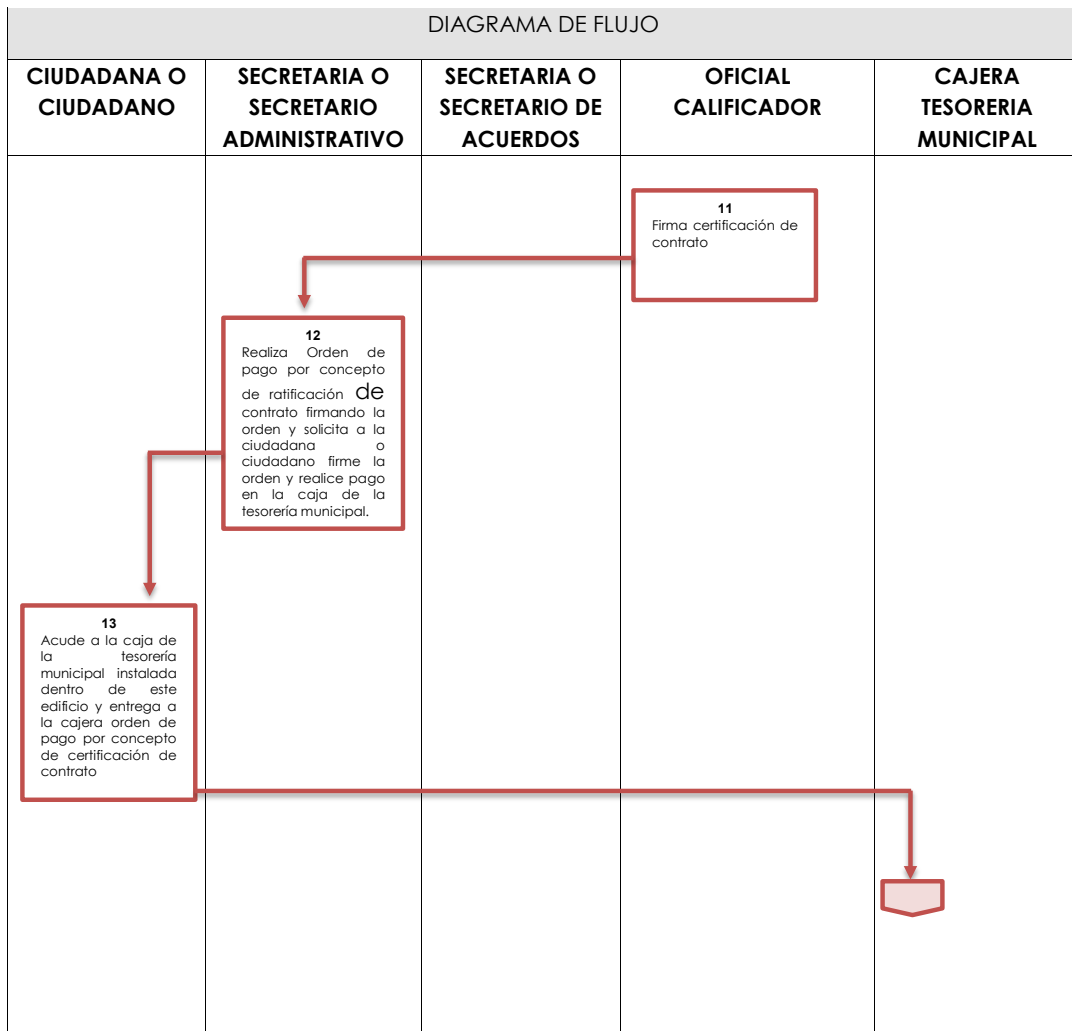 DIAGRAMA DE FLUJO
CIUDADANA O
CIUDADANO
SECRETARIA O
SECRETARIO
ADMINISTRATIVO
SECRETARIA O
SECRETARIO DE
ACUERDOS
OFICIAL
CALIFICADOR
CAJERA
TESORERIA
MUNICIPAL
11
Firma certificación de
contrato
12
Realiza Orden de
pago por concepto
de ratificación de
contrato firmando la
orden y solicita a la
ciudadana o
ciudadano firme la
orden y realice pago
en la caja de la
tesorería municipal.
13
Acude a la caja de
la tesorería
municipal instalada
dentro de este
edificio y entrega a
la cajera orden de
pago por concepto
de certificación de
contrato